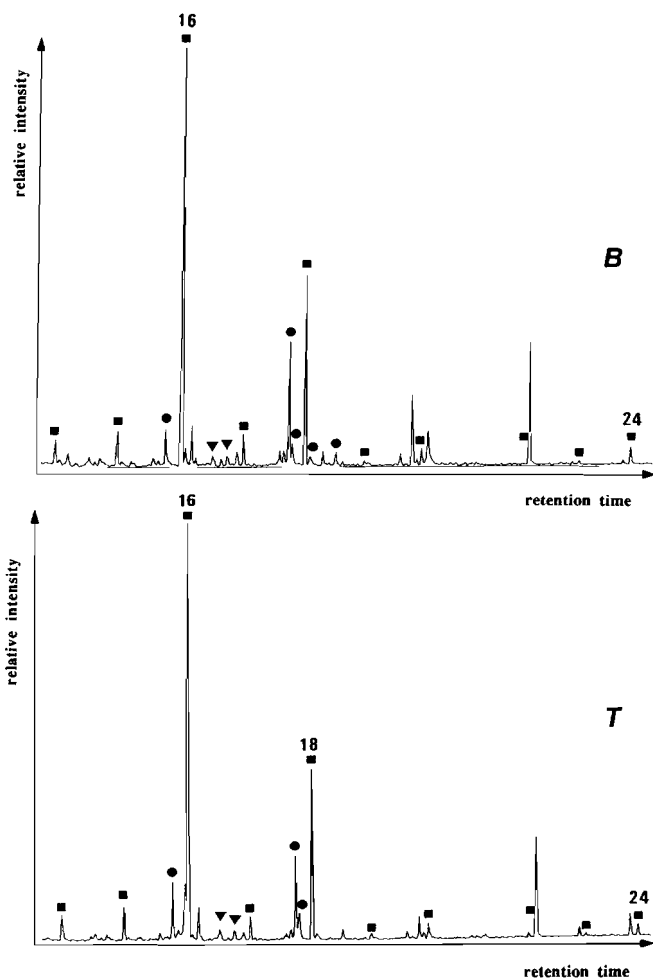 16
relative intensity
B
24
retention time
16
relative intensity
T
18
24
retention time